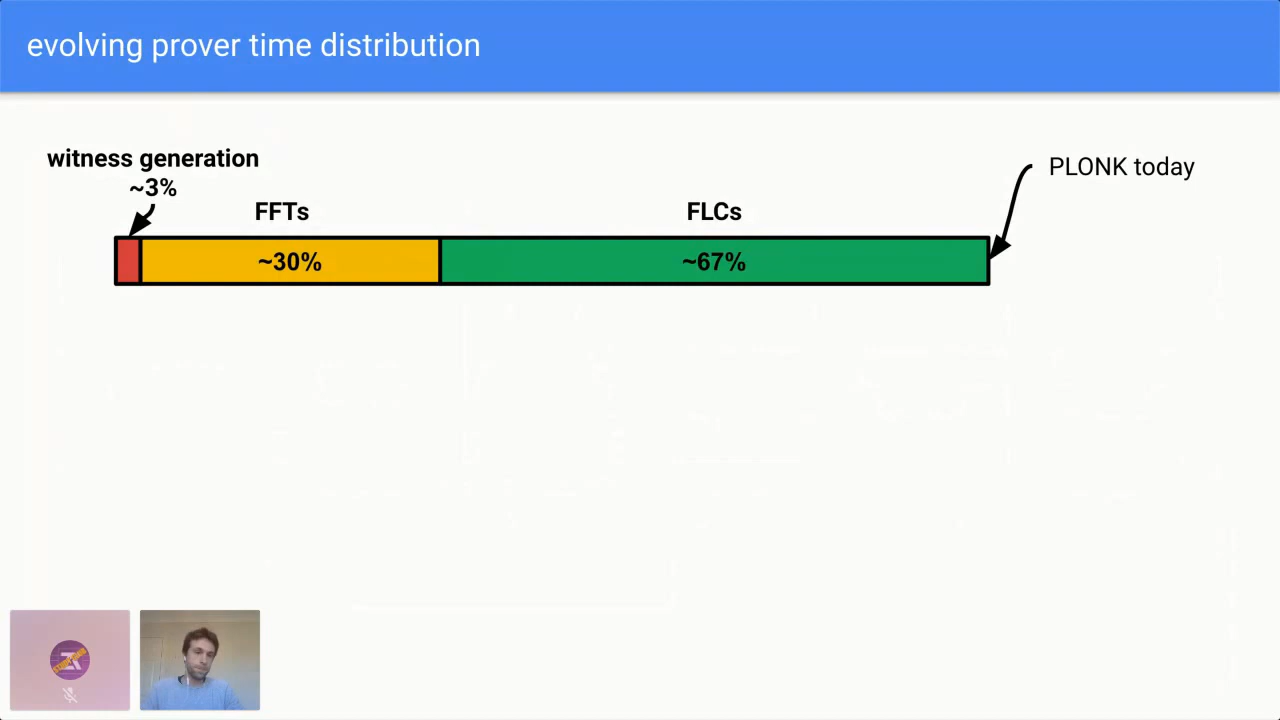 evolving prover time distribution
witness generation
~3%
PLONK today
FFTs
FLCs
~30%
~67%